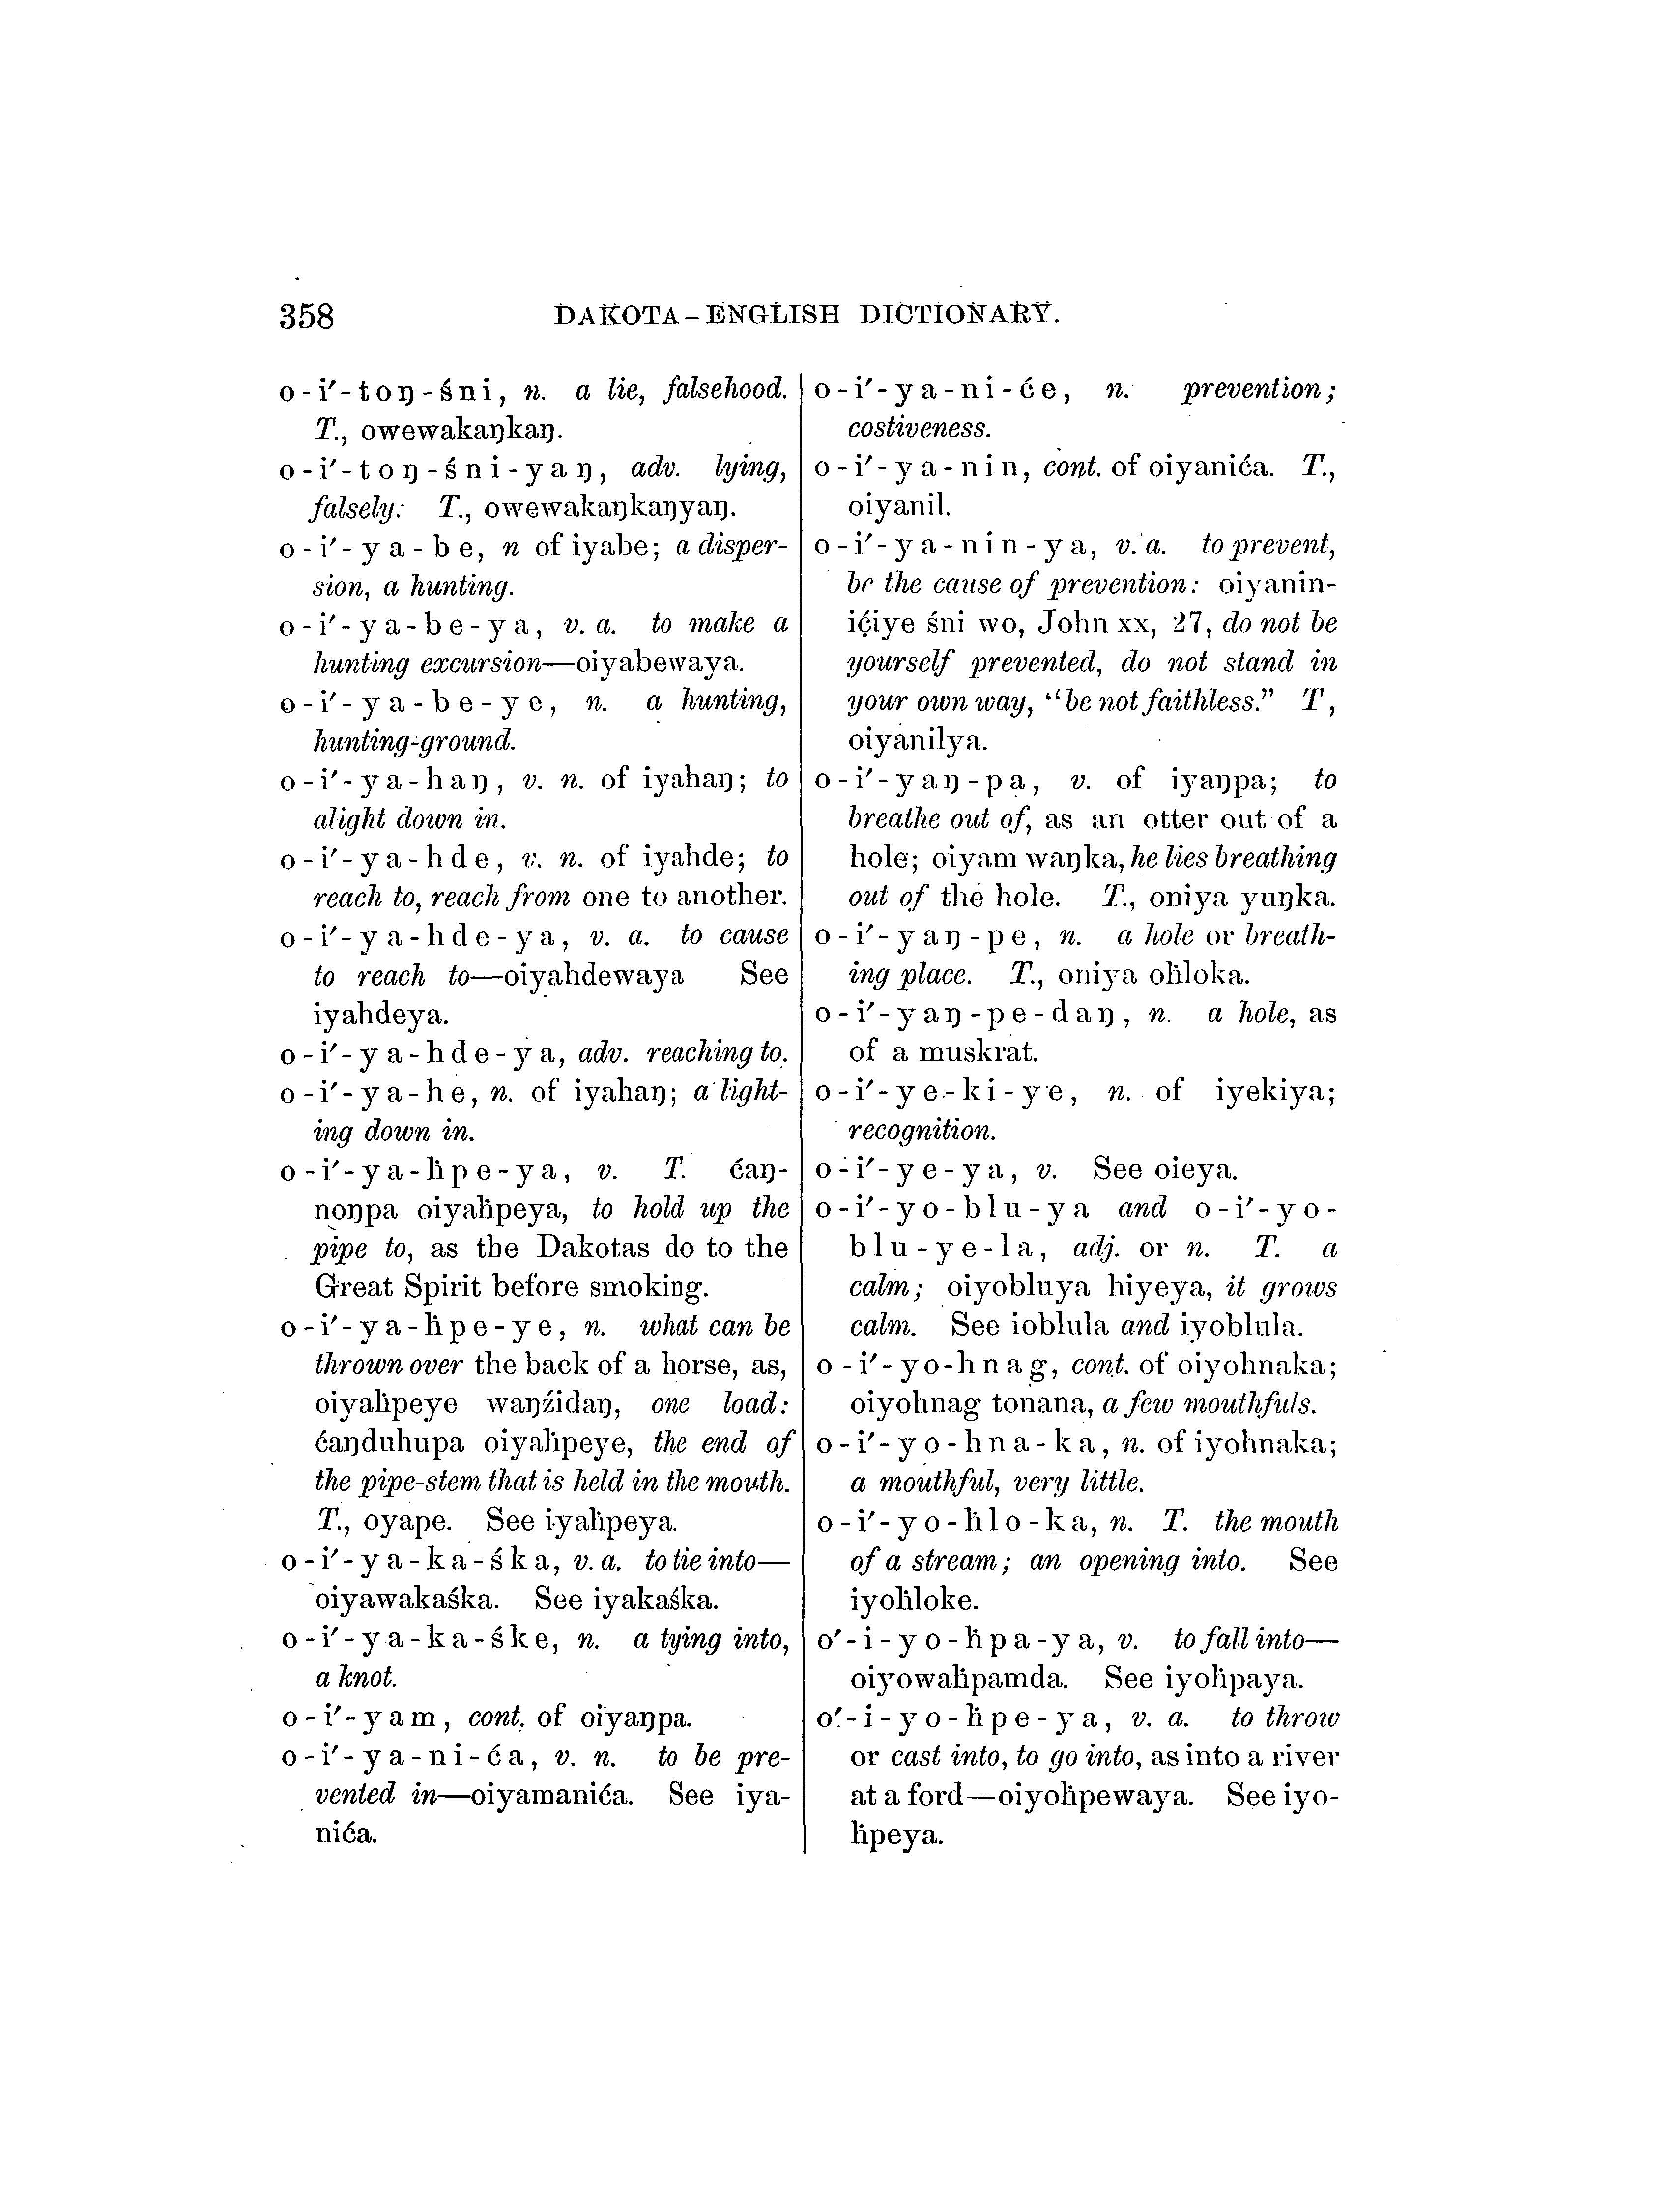 358 DAKOTA-ENGLISH DICTIONARY.
o-i′-toŋ-śni, n. a lie, falsehood.
T., owewakaŋkaŋ.
o-i′-toŋ-śni-yaŋ, adv. lying,
falsely: T., owewakaŋkaŋyaŋ.
o-i′-ya-be, n of iyabe; a disper-
sion, a hunting.
o-i′-ya-be-ya, v. a. to make a
hunting excursion—oiyabewaya.
o-i′-ya-be-ye, n. a hunting,
hunting-ground.
o-i′-ya-haŋ, v. n. of iyahaŋ; to
alight down in.
o-i′-ya-hde, v. n. of iyahde; to
reach to, reach from one to another.
o-i′-ya-hde-ya, v. a. to cause
to reach to—oiyahdewaya See
iyahdeya.
o-i′-ya-hde-ya, adv. reaching to.
o-i′-ya-he, n. of iyahaŋ; a light-
ing down in.
o-i′-ya-ḣpe-ya, v. T. ćaŋ-
noŋpa oiyaḣpeya, to hold up the
pipe to, as the Dakotas do to the
Great Spirit before smoking.
o-i′-ya-ḣpe-ye, n. what can be
thrown over the back of a horse, as,
oiyaḣpeye waŋźidaŋ, one load:
ćaŋduhupa oiyaḣpeye, the end of
the pipe-stem that is held in the mouth.
T., oyape. See iyaḣpeya.
o-i′-ya-ka-śka, v. a. to tie into—
oiyawakaśka. See iyakaśka.
o-i′-ya-ka-śke, n. a tying into,
a knot.
o-i′-yam, cont. of oiyaŋpa.
o-i′-ya-ni-ća, v. n. to be pre-
vented in—oiyamanića. See iya-
nića.
o-i′-ya-ni-će, n. prevention;
costiveness.
o-i′-ya-nin, cont. of oiyanića. T.,
oiyanil.
o-i′-ya-nin-ya, v. a. to prevent,
be the cause of prevention: oiyanin-
ić̣iye śni wo, John xx, 27, do not be
yourself prevented, do not stand in
your own way, "be not faithless." T,
oiyanilya.
o-i′-yaŋ-pa, v. of iyaŋpa; to
breathe out of, as an otter out of a
hole; oiyam waŋka, he lies breathing
out of the hole. T., oniya yuŋka.
o-i′-yaŋ-pe, n. a hole or breath-
ing place. T., oniya oḣloka.
o-i′-yaŋ-pe-daŋ, n. a hole, as
of a muskrat.
o-i′-ye-ki-ye, n. of iyekiya;
recognition.
o-i′-ye-ya, v. See oieya.
o-i′-yo-blu-ya and o-i′-yo-
blu-ye-la, adj. or n. T. a
calm; oiyobluya hiyeya, it grows
calm. See ioblula and iyoblula.
o-i′-yo-hnag, cont. of oiyohnaka;
oiyohnag tonana, a few mouthfuls.
o-i′-yo-hna-ka, n. of iyohnaka;
a mouthful, very little.
o-i′-yo-ḣlo-ka, n. T. the mouth
of a stream; an opening into. See
iyoḣloke.
o′-i-yo-ḣpa-ya, v. to fall into—
oiyowaḣpamda. See iyoḣpaya.
o′-i-yo-ḣpe-ya, v. a. to throw
or cast into, to go into, as into a river
at a ford—oiyoḣpewaya. See iyo-
ḣpeya.